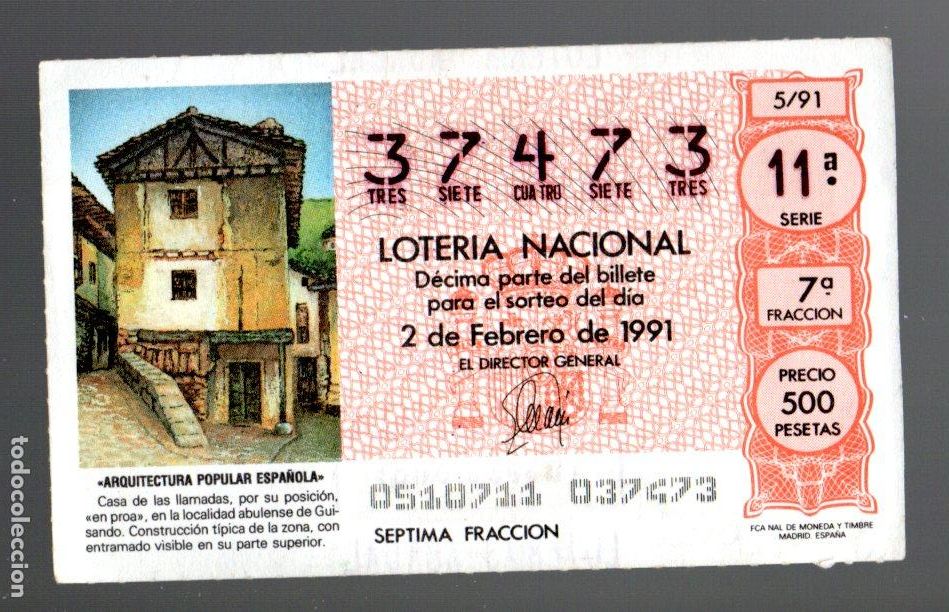 3 7 4 7 3
TRES SIETE CUATRO SIETE TRES
LOTERIA NACIONAL
Décima parte del billete
para el sorteo del día
2 de Febrero de 1991
EL DIRECTOR GENERAL
5/91
11ª.
SERIE
7ª
FRACCION
PRECIO
500
PESETAS
«ARQUITECTURA POPULAR ESPAÑOLA»
Casa de las llamadas, por su posición,
«en proa», en la localidad abulense de Gui-
sando. Construcción típica de la zona, con
entramado visible en su parte superior.
0510711 037473
SEPTIMA FRACCION
FCA NAL DE MONEDA Y TIMBRE
MADRID. ESPAÑA
todocoleccion